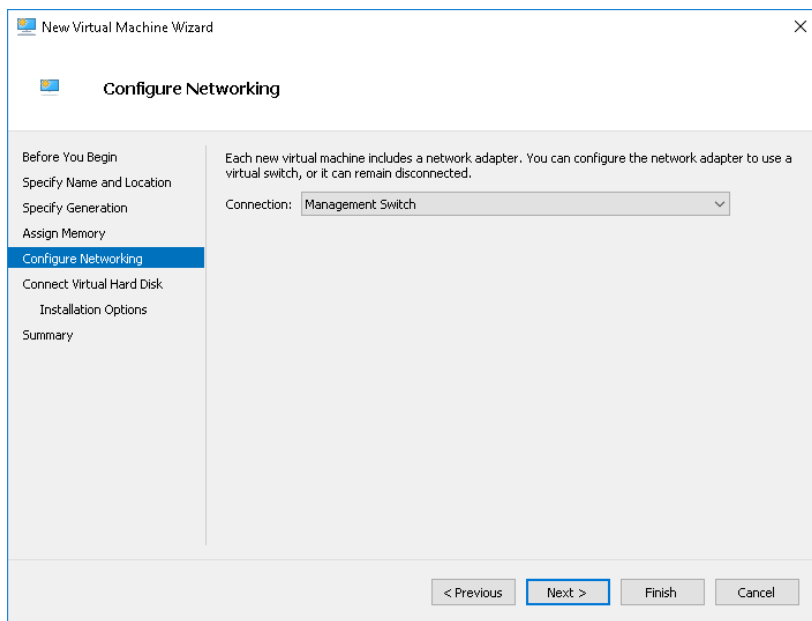 New Virtual Machine Wizard
Configure Networking
Before You Begin
Specify Name and Location
Specify Generation
Assign Memory
Configure Networking
Connect Virtual Hard Disk
Installation Options
Summary
Each new virtual machine includes a network adapter. You can configure the network adapter to use a
virtual switch, or it can remain disconnected.
Connection: Management Switch
< Previous Next > Finish Cancel